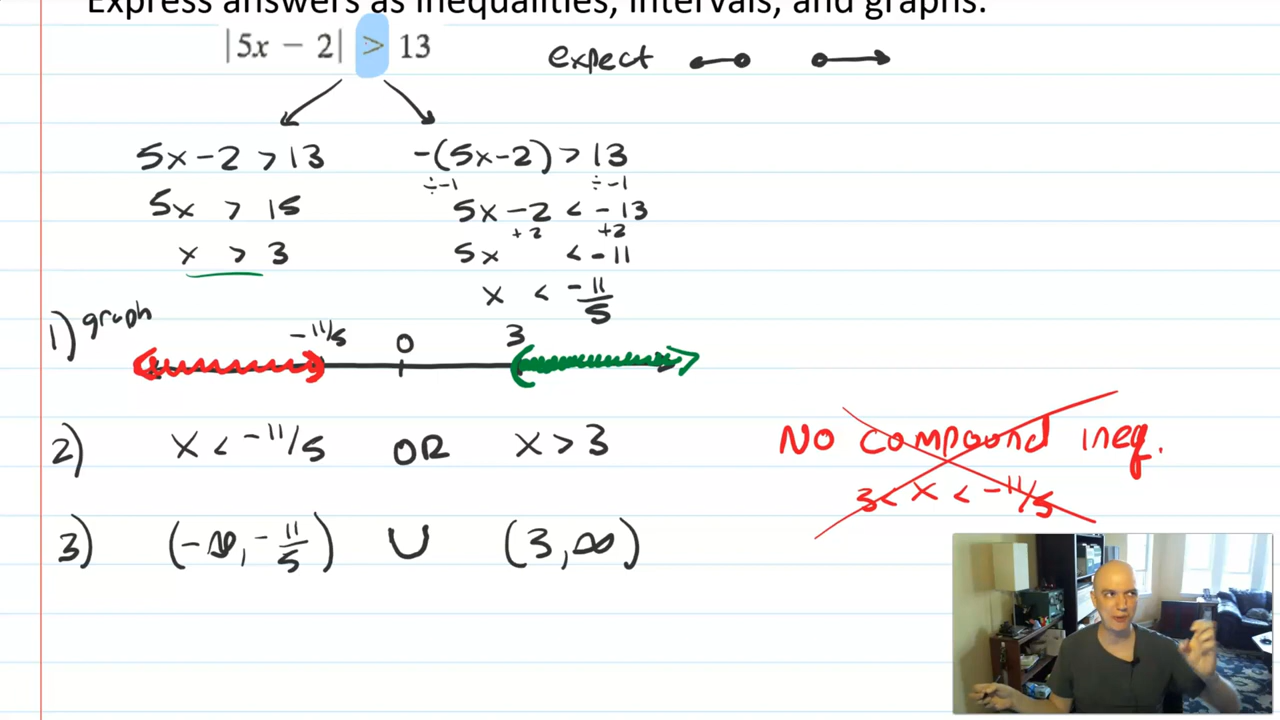 Express answers as inequalities, intervals, and graphs.
|5x − 2| > 13
expect
5x-2 > 13
-(5x-2) > 13
÷-1 ÷-1
5x > 15
5x -2 < -13
+2 +2
x > 3
5x < -11
x < -11/5
1) graph
-11/5 0 3
2) x < -11/5 OR x > 3
NO compound ineq.
3 < x < -11/5
3) (-∞, -11/5) ∪ (3, ∞)